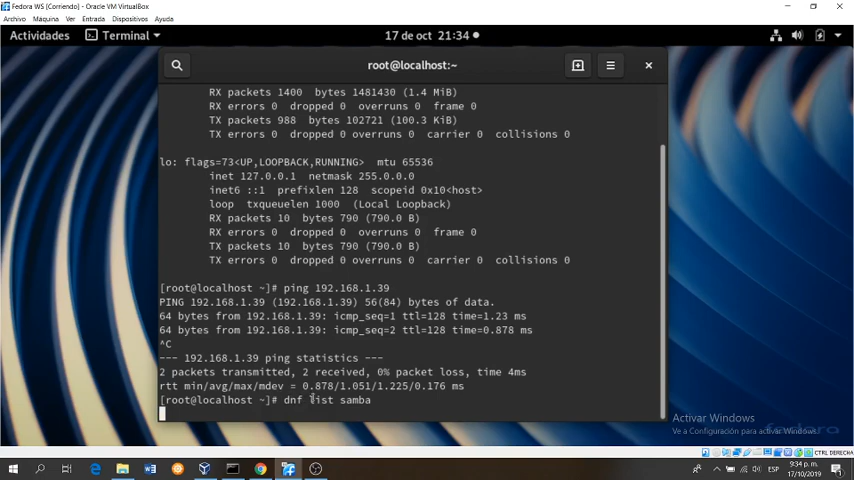 Fedora WS [Corriendo] - Oracle VM VirtualBox
Archivo Máquina Ver Entrada Dispositivos Ayuda
Actividades Terminal 17 de oct 21:34
root@localhost:~
RX packets 1400 bytes 1481430 (1.4 MiB)
RX errors 0 dropped 0 overruns 0 frame 0
TX packets 988 bytes 102721 (100.3 KiB)
TX errors 0 dropped 0 overruns 0 carrier 0 collisions 0
lo: flags=73<UP,LOOPBACK,RUNNING> mtu 65536
inet 127.0.0.1 netmask 255.0.0.0
inet6 ::1 prefixlen 128 scopeid 0x10<host>
loop txqueuelen 1000 (Local Loopback)
RX packets 10 bytes 790 (790.0 B)
RX errors 0 dropped 0 overruns 0 frame 0
TX packets 10 bytes 790 (790.0 B)
TX errors 0 dropped 0 overruns 0 carrier 0 collisions 0
[root@localhost ~]# ping 192.168.1.39
PING 192.168.1.39 (192.168.1.39) 56(84) bytes of data.
64 bytes from 192.168.1.39: icmp_seq=1 ttl=128 time=1.23 ms
64 bytes from 192.168.1.39: icmp_seq=2 ttl=128 time=0.878 ms
^C
--- 192.168.1.39 ping statistics ---
2 packets transmitted, 2 received, 0% packet loss, time 4ms
rtt min/avg/max/mdev = 0.878/1.051/1.225/0.176 ms
[root@localhost ~]# dnf list samba
Activar Windows
Ve a Configuración para activar Windows.
fedora
CTRL DERECHA
ESP
9:34 p. m.
17/10/2019